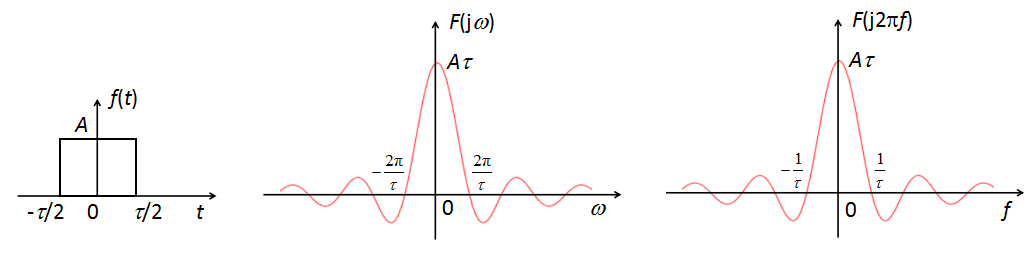 f(t)
A
-τ/2 0 τ/2 t
F(jω)
Aτ
-2π/τ 2π/τ
0 ω
F(j2πf)
Aτ
-1/τ 1/τ
0 f